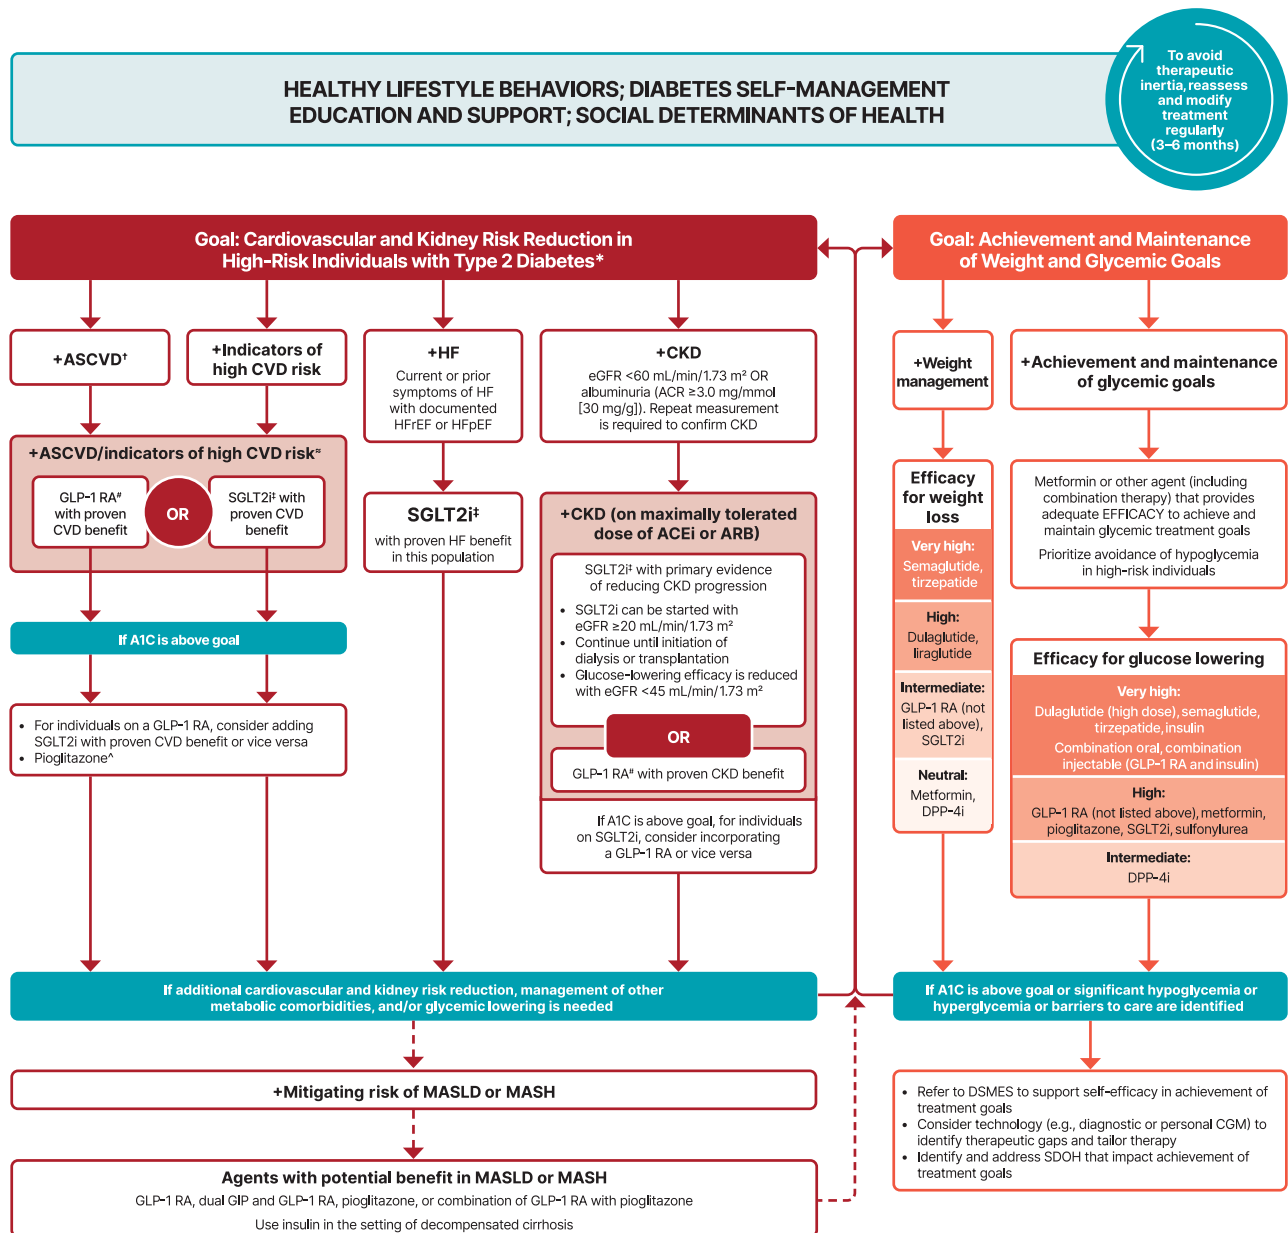 HEALTHY LIFESTYLE BEHAVIORS; DIABETES SELF-MANAGEMENT
EDUCATION AND SUPPORT; SOCIAL DETERMINANTS OF HEALTH
To avoid
therapeutic
inertia, reassess
and modify
treatment
regularly
(3–6 months)
Goal: Cardiovascular and Kidney Risk Reduction in
High-Risk Individuals with Type 2 Diabetes*
+ASCVD†
+Indicators of
high CVD risk
+ASCVD/indicators of high CVD risk≈
GLP-1 RA#
with proven
CVD benefit
OR
SGLT2i‡ with
proven CVD
benefit
If A1C is above goal
• For individuals on a GLP-1 RA, consider adding
SGLT2i with proven CVD benefit or vice versa
• Pioglitazone^
+HF
Current or prior
symptoms of HF
with documented
HFrEF or HFpEF
SGLT2i‡
with proven HF benefit
in this population
+CKD
eGFR <60 mL/min/1.73 m² OR
albuminuria (ACR ≥3.0 mg/mmol
[30 mg/g]). Repeat measurement
is required to confirm CKD
+CKD (on maximally tolerated
dose of ACEi or ARB)
SGLT2i‡ with primary evidence
of reducing CKD progression
• SGLT2i can be started with
eGFR ≥20 mL/min/1.73 m²
• Continue until initiation of
dialysis or transplantation
• Glucose-lowering efficacy is reduced
with eGFR <45 mL/min/1.73 m²
OR
GLP-1 RA# with proven CKD benefit
If A1C is above goal, for individuals
on SGLT2i, consider incorporating
a GLP-1 RA or vice versa
If additional cardiovascular and kidney risk reduction, management of other
metabolic comorbidities, and/or glycemic lowering is needed
+Mitigating risk of MASLD or MASH
Agents with potential benefit in MASLD or MASH
GLP-1 RA, dual GIP and GLP-1 RA, pioglitazone, or combination of GLP-1 RA with pioglitazone
Use insulin in the setting of decompensated cirrhosis
Goal: Achievement and Maintenance
of Weight and Glycemic Goals
+Weight
management
Efficacy
for weight
loss
Very high:
Semaglutide,
tirzepatide
High:
Dulaglutide,
liraglutide
Intermediate:
GLP-1 RA (not
listed above),
SGLT2i
Neutral:
Metformin,
DPP-4i
+Achievement and maintenance
of glycemic goals
Metformin or other agent (including
combination therapy) that provides
adequate EFFICACY to achieve and
maintain glycemic treatment goals
Prioritize avoidance of hypoglycemia
in high-risk individuals
Efficacy for glucose lowering
Very high:
Dulaglutide (high dose), semaglutide,
tirzepatide, insulin
Combination oral, combination
injectable (GLP-1 RA and insulin)
High:
GLP-1 RA (not listed above), metformin,
pioglitazone, SGLT2i, sulfonylurea
Intermediate:
DPP-4i
If A1C is above goal or significant hypoglycemia or
hyperglycemia or barriers to care are identified
• Refer to DSMES to support self-efficacy in achievement of
treatment goals
• Consider technology (e.g., diagnostic or personal CGM) to
identify therapeutic gaps and tailor therapy
• Identify and address SDOH that impact achievement of
treatment goals